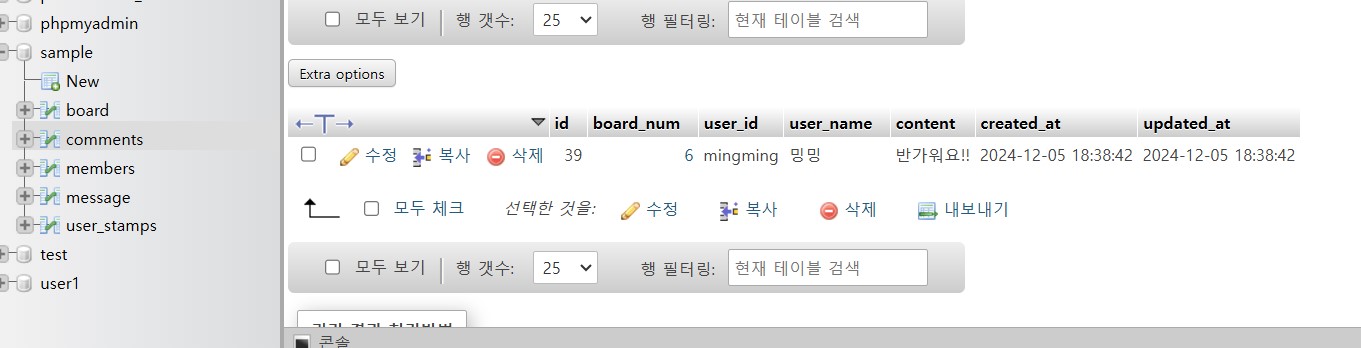 phpmyadmin
sample
New
board
comments
members
message
user_stamps
test
user1
모두 보기 행 갯수: 25 행 필터링: 현재 테이블 검색
Extra options
id board_num user_id user_name content created_at updated_at
수정 복사 삭제 39 6 mingming 밍밍 반가워요!! 2024-12-05 18:38:42 2024-12-05 18:38:42
모두 체크 선택한 것을: 수정 복사 삭제 내보내기
모두 보기 행 갯수: 25 행 필터링: 현재 테이블 검색
콘솔